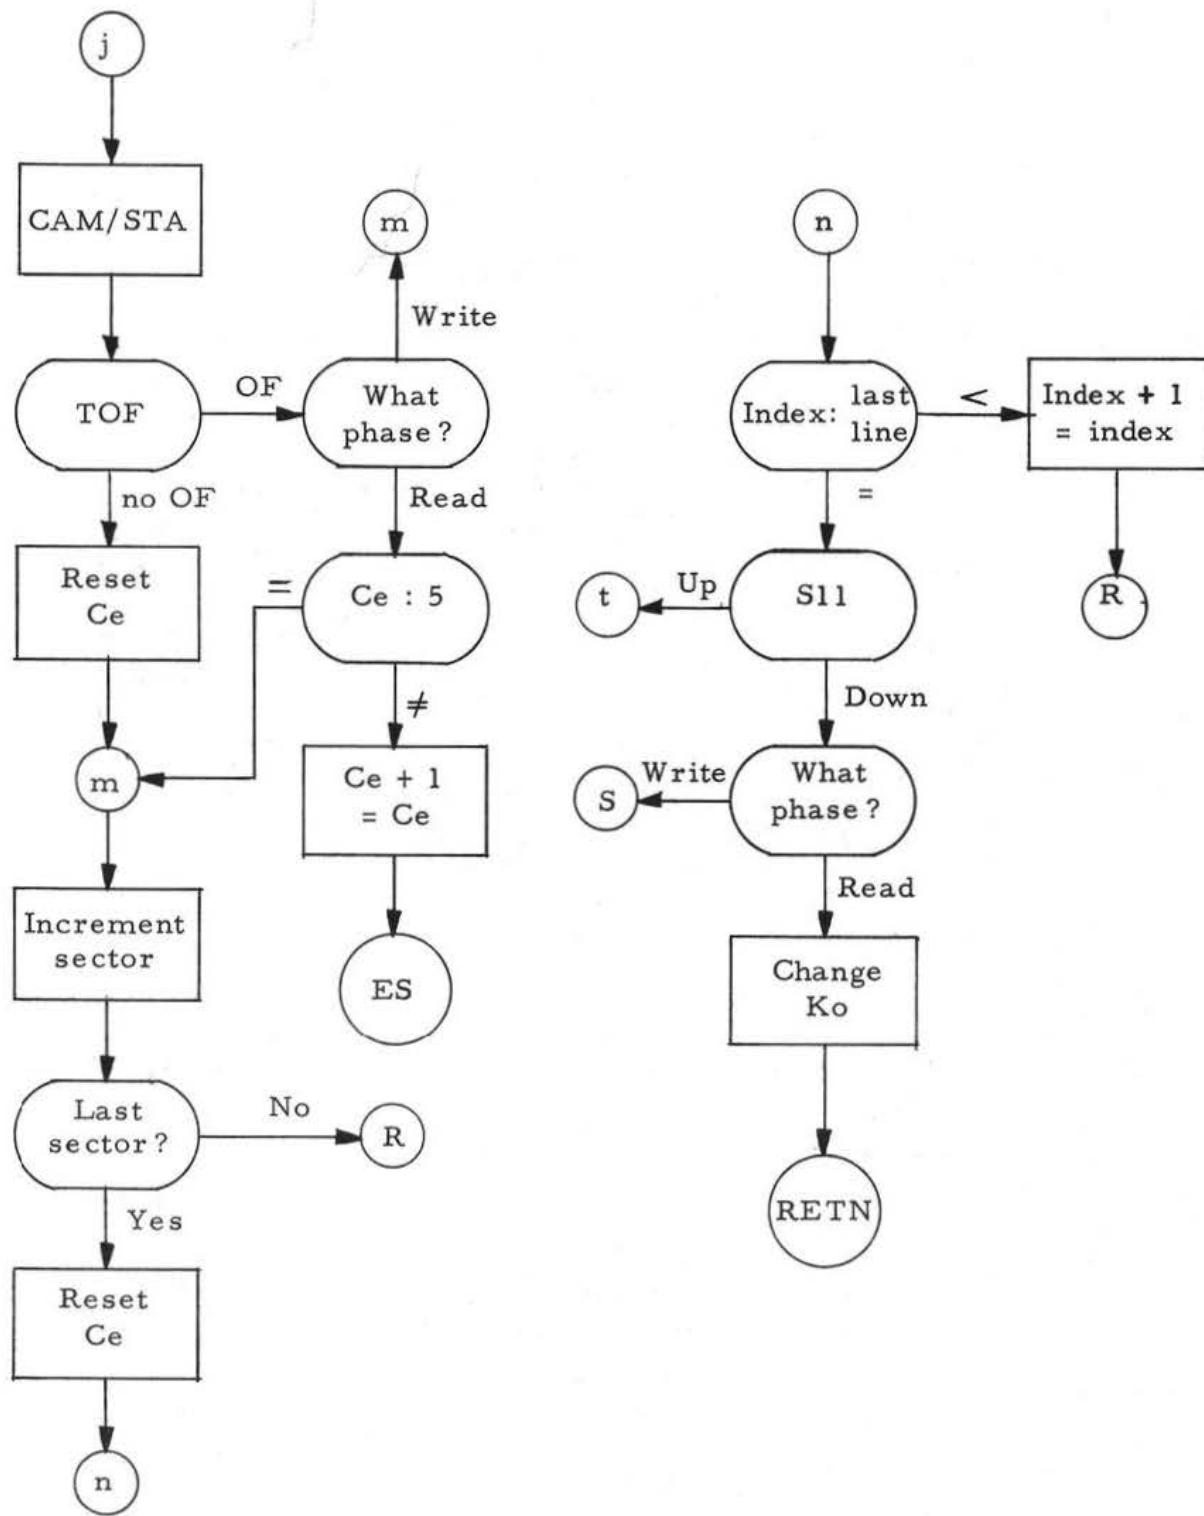 j
CAM/STA
TOF
OF
What
phase?
Write
m
Read
no OF
Reset
Ce
Ce : 5
=
≠
Ce + 1
= Ce
ES
m
Increment
sector
Last
sector?
No
R
Yes
Reset
Ce
n
n
Index: last
line
<
Index + 1
= index
R
=
S11
Up
t
Down
What
phase?
Write
S
Read
Change
Ko
RETN